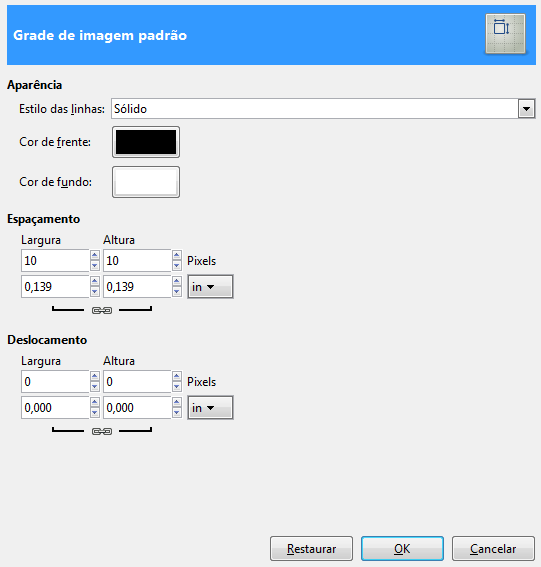 Grade de imagem padrão
Aparência
Estilo das linhas: Sólido
Cor de frente:
Cor de fundo:
Espaçamento
Largura Altura
10 10 Pixels
0,139 0,139 in
Deslocamento
Largura Altura
0 0 Pixels
0,000 0,000 in
Restaurar OK Cancelar